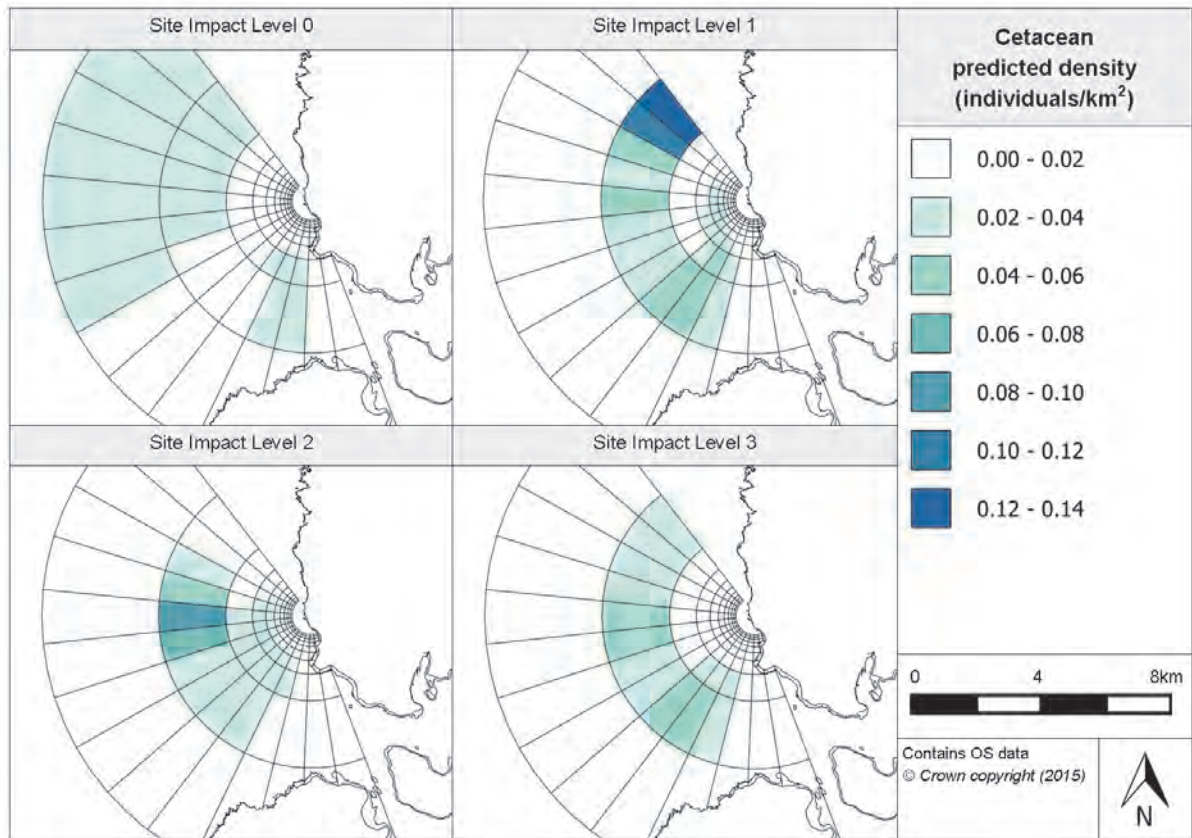 Site Impact Level 0
Site Impact Level 1
Site Impact Level 2
Site Impact Level 3
Cetacean
predicted density
(individuals/km²)
0.00 - 0.02
0.02 - 0.04
0.04 - 0.06
0.06 - 0.08
0.08 - 0.10
0.10 - 0.12
0.12 - 0.14
0 4 8km
Contains OS data
© Crown copyright (2015)
N